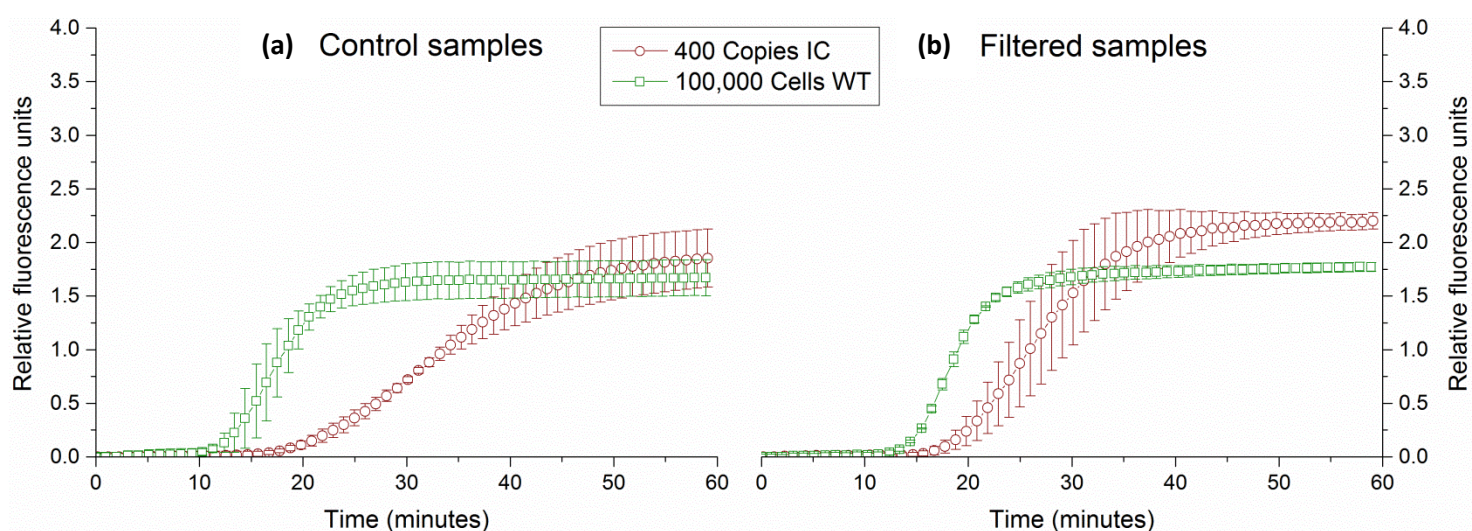 (a) Control samples
400 Copies IC
100,000 Cells WT
(b) Filtered samples
Relative fluorescence units
4.0
3.5
3.0
2.5
2.0
1.5
1.0
0.5
0.0
0 10 20 30 40 50 60
Time (minutes)
0 10 20 30 40 50 60
Time (minutes)
4.0
3.5
3.0
2.5
2.0
1.5
1.0
0.5
0.0
Relative fluorescence units